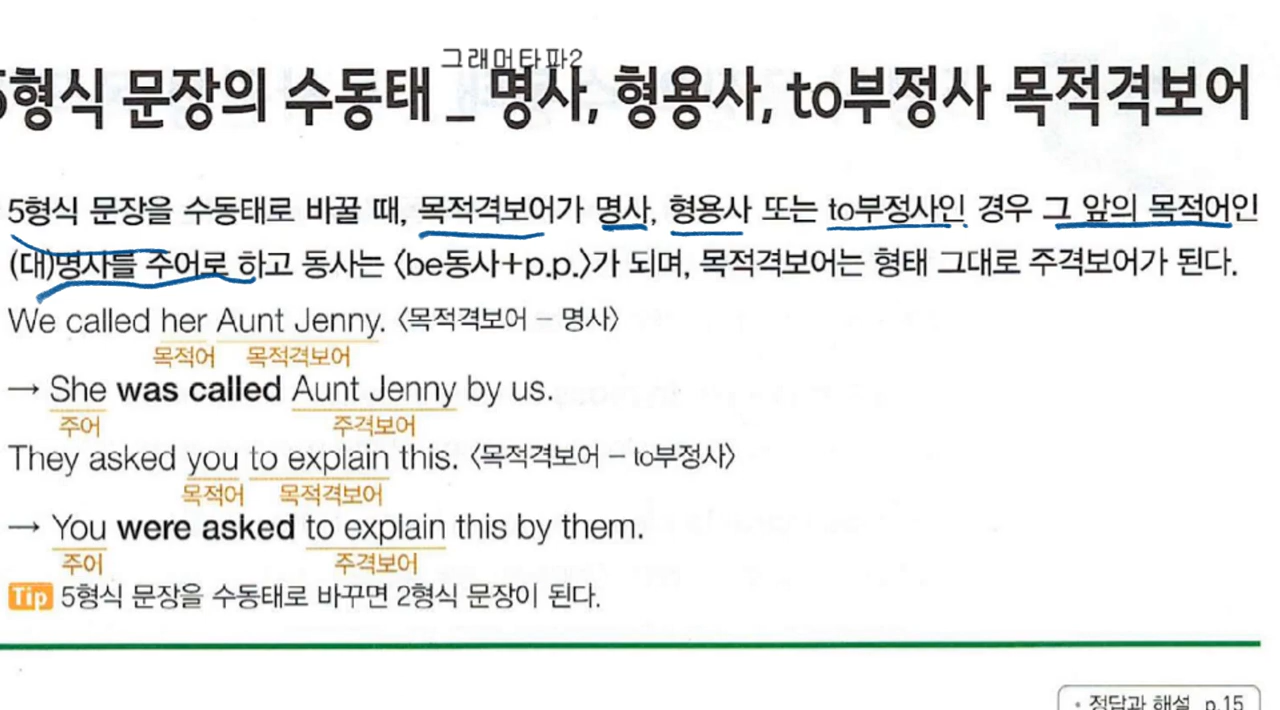 그래머타파2
5형식 문장의 수동태 _ 명사, 형용사, to부정사 목적격보어
5형식 문장을 수동태로 바꿀 때, 목적격보어가 명사, 형용사 또는 to부정사인 경우 그 앞의 목적어인
(대)명사를 주어로 하고 동사는 〈be동사+p.p.〉가 되며, 목적격보어는 형태 그대로 주격보어가 된다.
We called her Aunt Jenny. 〈목적격보어 – 명사〉
목적어 목적격보어
→ She was called Aunt Jenny by us.
주어 주격보어
They asked you to explain this. 〈목적격보어 – to부정사〉
목적어 목적격보어
→ You were asked to explain this by them.
주어 주격보어
Tip 5형식 문장을 수동태로 바꾸면 2형식 문장이 된다.
• 정답과 해설 p.15